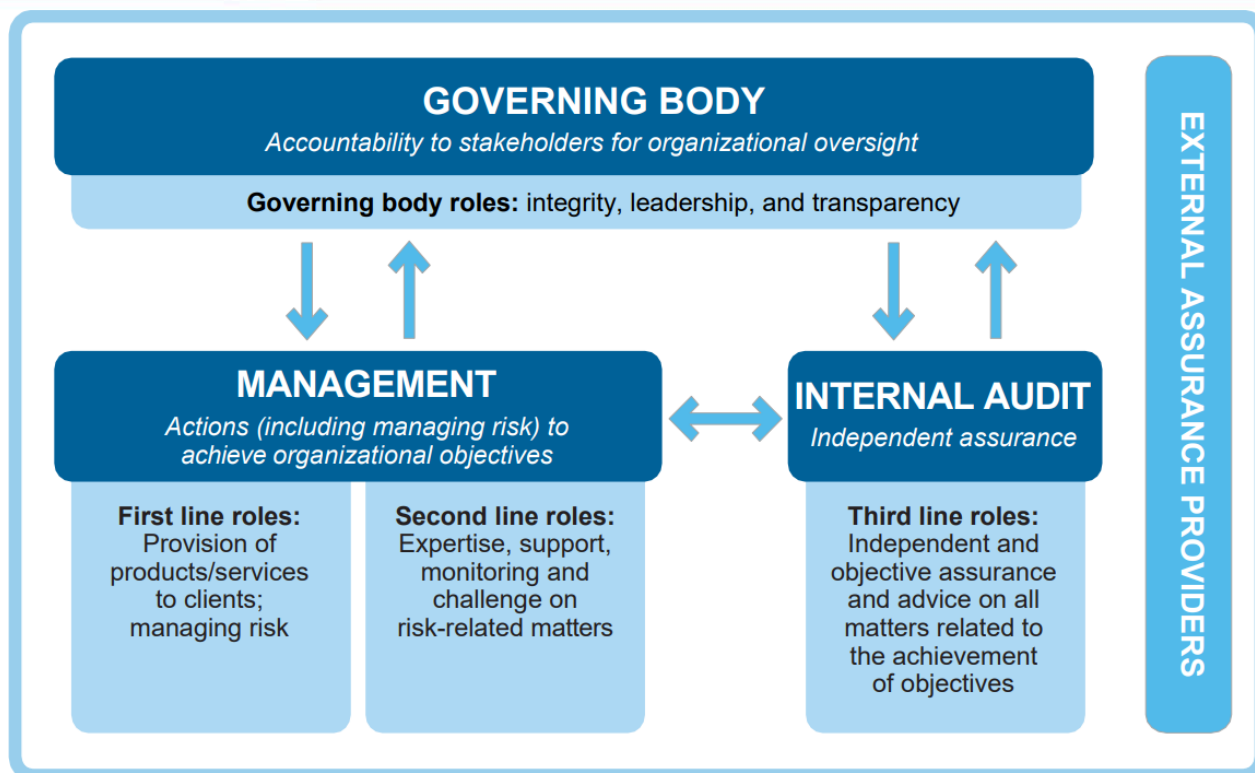 GOVERNING BODY
Accountability to stakeholders for organizational oversight
Governing body roles: integrity, leadership, and transparency
MANAGEMENT
Actions (including managing risk) to
achieve organizational objectives
First line roles:
Provision of
products/services
to clients;
managing risk
Second line roles:
Expertise, support,
monitoring and
challenge on
risk-related matters
INTERNAL AUDIT
Independent assurance
Third line roles:
Independent and
objective assurance
and advice on all
matters related to
the achievement
of objectives
EXTERNAL ASSURANCE PROVIDERS